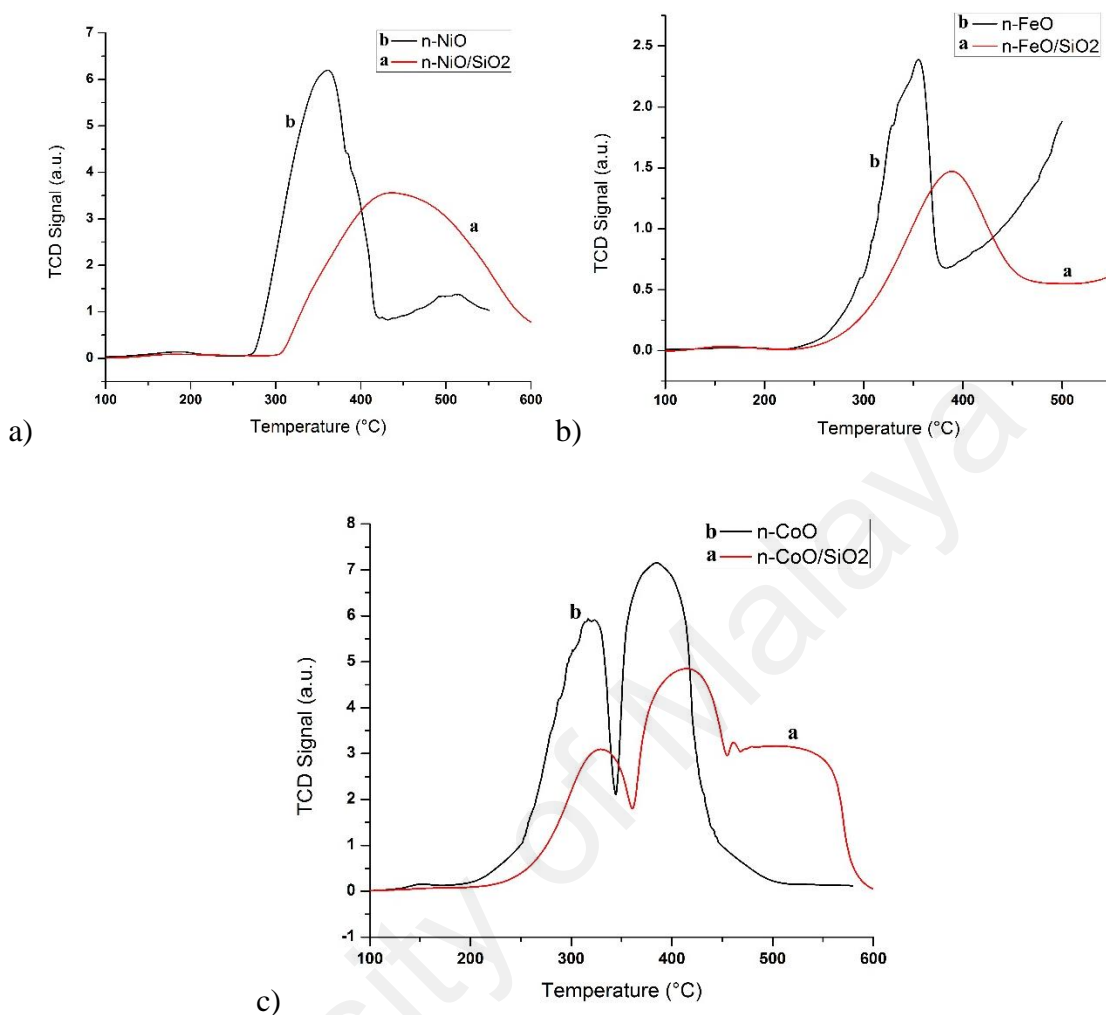 b n-NiO
a n-NiO/SiO2
7
6
5
4
3
2
1
0
TCD Signal (a.u.)
b
a
100 200 300 400 500 600
Temperature (°C)
a)
b n-FeO
a n-FeO/SiO2
2.5
2.0
1.5
1.0
0.5
0.0
TCD Signal (a.u.)
b
a
100 200 300 400 500
Temperature (°C)
b)
b n-CoO
a n-CoO/SiO2
8
7
6
5
4
3
2
1
0
-1
TCD Signal (a.u.)
b
a
100 200 300 400 500 600
Temperature (°C)
c)
sity of Malaya